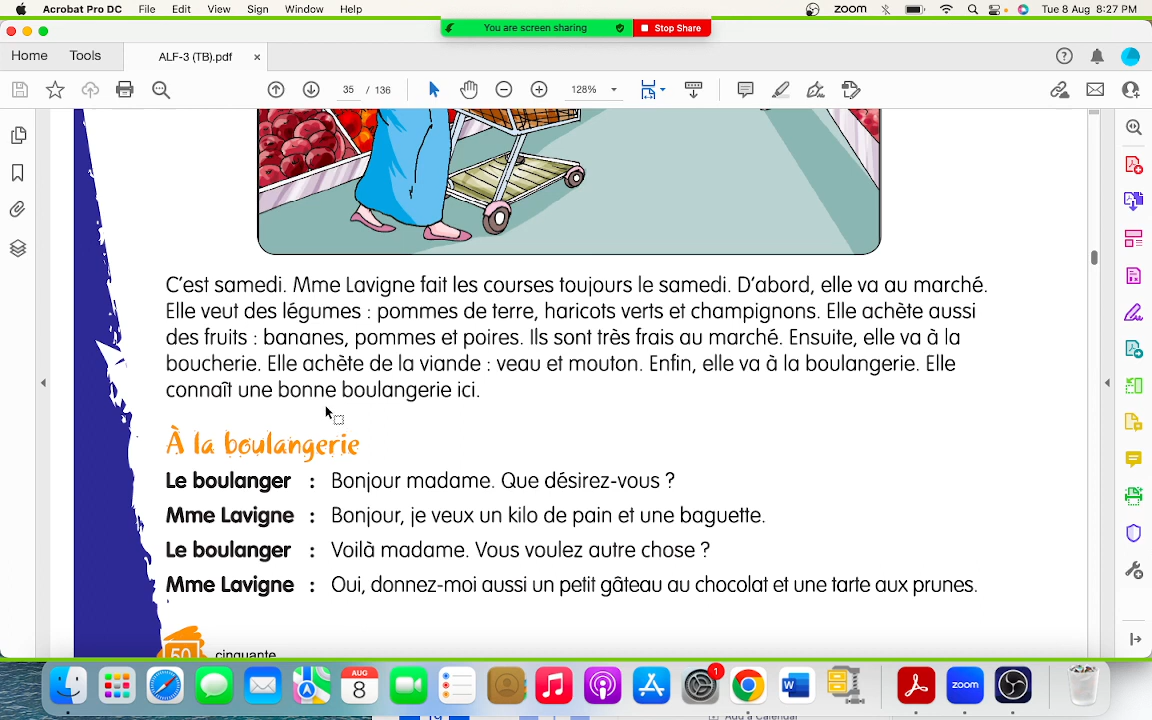 Acrobat Pro DC File Edit View Sign Window Help zoom Tue 8 Aug 8:27 PM
You are screen sharing Stop Share
Home Tools ALF-3 (TB).pdf ×
35 / 136 128%
C'est samedi. Mme Lavigne fait les courses toujours le samedi. D'abord, elle va au marché.
Elle veut des légumes : pommes de terre, haricots verts et champignons. Elle achète aussi
des fruits : bananes, pommes et poires. Ils sont très frais au marché. Ensuite, elle va à la
boucherie. Elle achète de la viande : veau et mouton. Enfin, elle va à la boulangerie. Elle
connaît une bonne boulangerie ici.
À la boulangerie
Le boulanger : Bonjour madame. Que désirez-vous ?
Mme Lavigne : Bonjour, je veux un kilo de pain et une baguette.
Le boulanger : Voilà madame. Vous voulez autre chose ?
Mme Lavigne : Oui, donnez-moi aussi un petit gâteau au chocolat et une tarte aux prunes.
50 cinquante
AUG
8
1
W
zoom
Add a Calendar